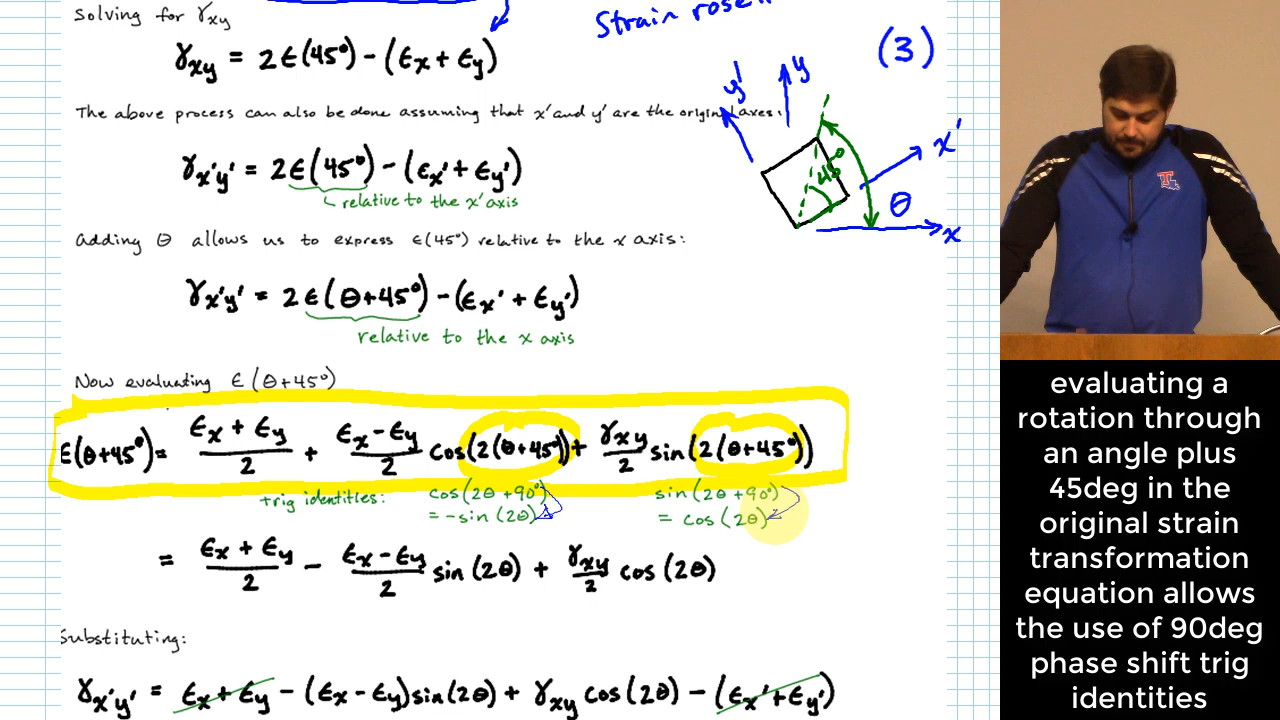 Solving for γxy
Strain rosett
γxy = 2ϵ(45°) - (ϵx + ϵy)
(3)
y'
y
x'
45°
θ
x
The above process can also be done assuming that x' and y' are the original axes:
γx'y' = 2ϵ(45°) - (ϵx' + ϵy')
relative to the x' axis
Adding θ allows us to express ϵ(45°) relative to the x axis:
γx'y' = 2ϵ(θ+45°) - (ϵx' + ϵy')
relative to the x axis
Now evaluating ϵ(θ+45°)
ϵ(θ+45°) = (ϵx + ϵy)/2 + (ϵx - ϵy)/2 cos(2(θ+45°)) + γxy/2 sin(2(θ+45°))
trig identities: cos(2θ+90°) sin(2θ+90°)
= -sin(2θ) = cos(2θ)
= (ϵx + ϵy)/2 - (ϵx - ϵy)/2 sin(2θ) + γxy/2 cos(2θ)
Substituting:
γx'y' = ϵx + ϵy - (ϵx - ϵy)sin(2θ) + γxy cos(2θ) - (ϵx' + ϵy')
evaluating a
rotation through
an angle plus
45deg in the
original strain
transformation
equation allows
the use of 90deg
phase shift trig
identities